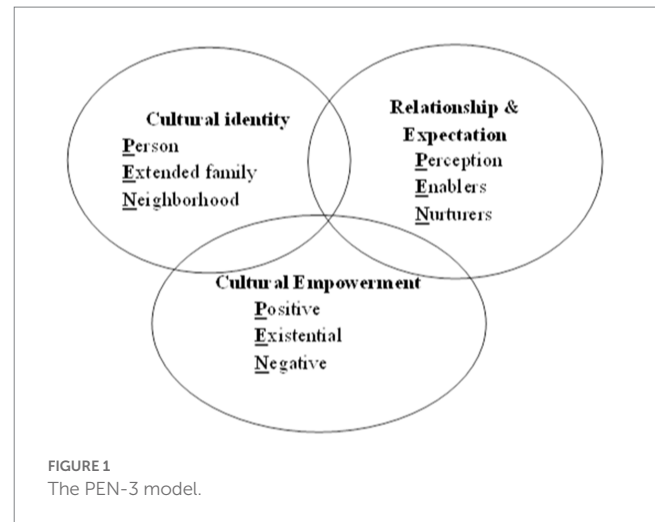 Cultural identity
Person
Extended family
Neighborhood
Relationship &
Expectation
Perception
Enablers
Nurturers
Cultural Empowerment
Positive
Existential
Negative
FIGURE 1
The PEN-3 model.